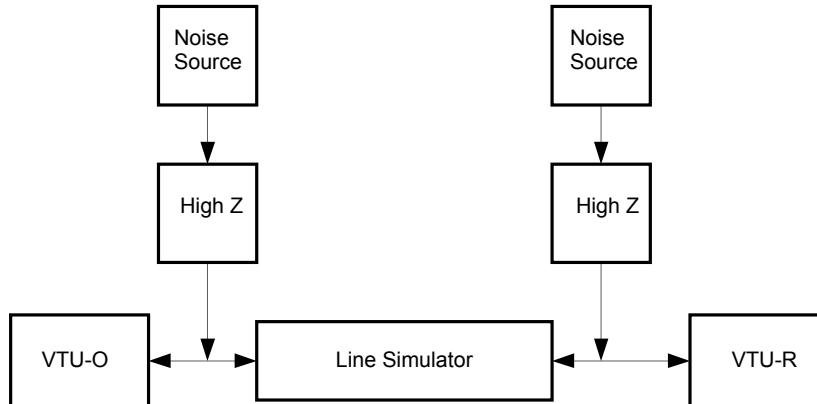 Noise
Source
Noise
Source
High Z
High Z
VTU-O
Line Simulator
VTU-R